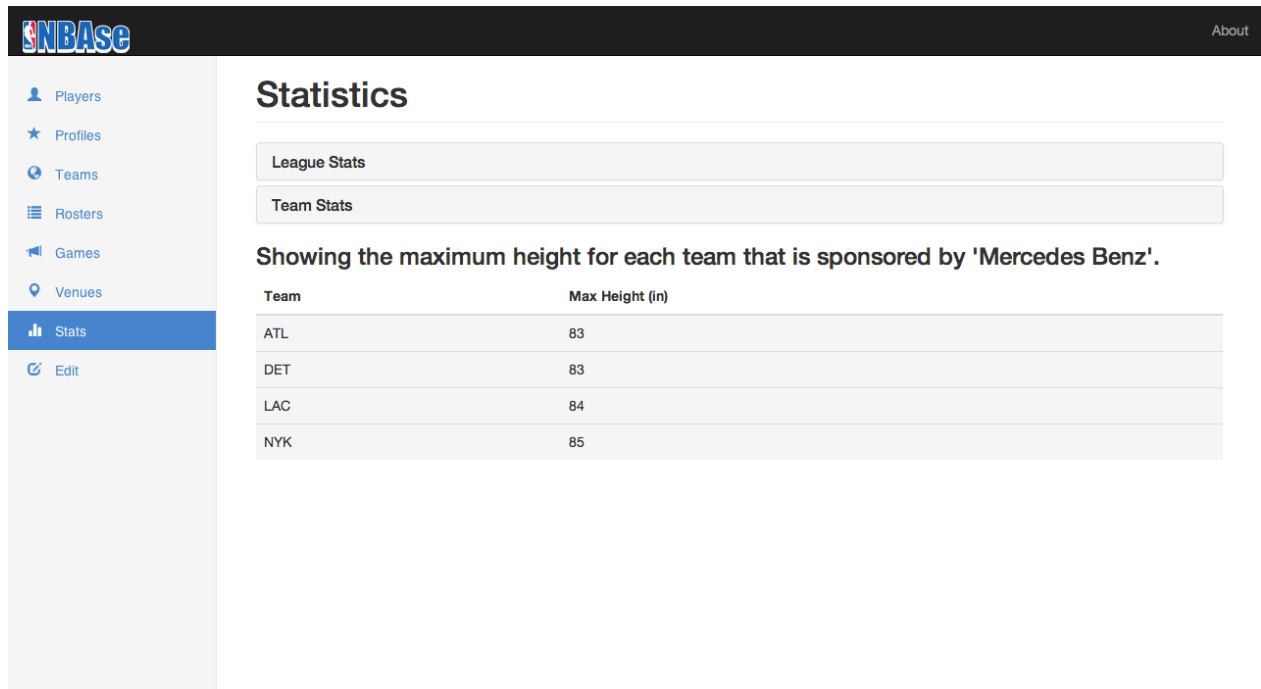 NBAse
About
Players
Profiles
Teams
Rosters
Games
Venues
Stats
Edit
Statistics
League Stats
Team Stats
Showing the maximum height for each team that is sponsored by 'Mercedes Benz'.
Team Max Height (in)
ATL 83
DET 83
LAC 84
NYK 85